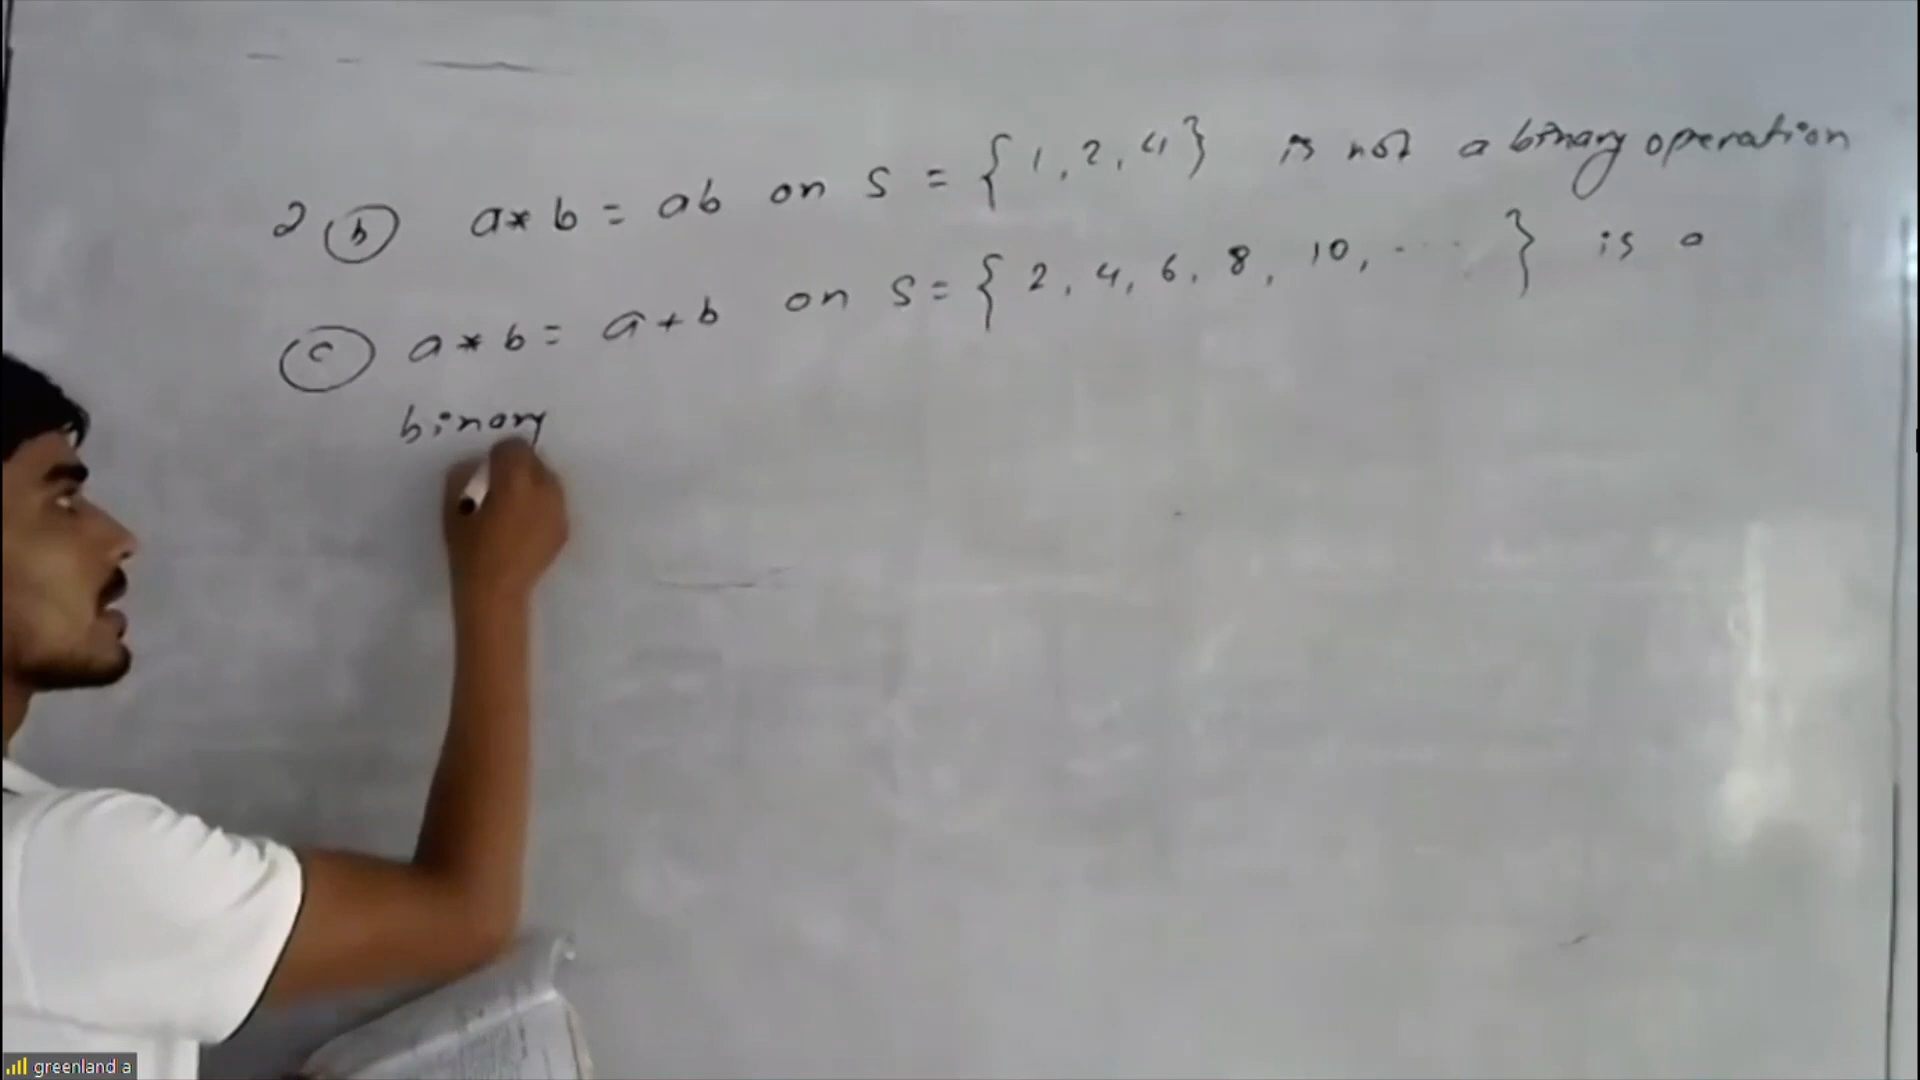 2 (b) a * b = ab on S = { 1, 2, 4 } is not a binary operation
(c) a * b = a + b on S = { 2, 4, 6, 8, 10, ..... } is a
binary
greenland a